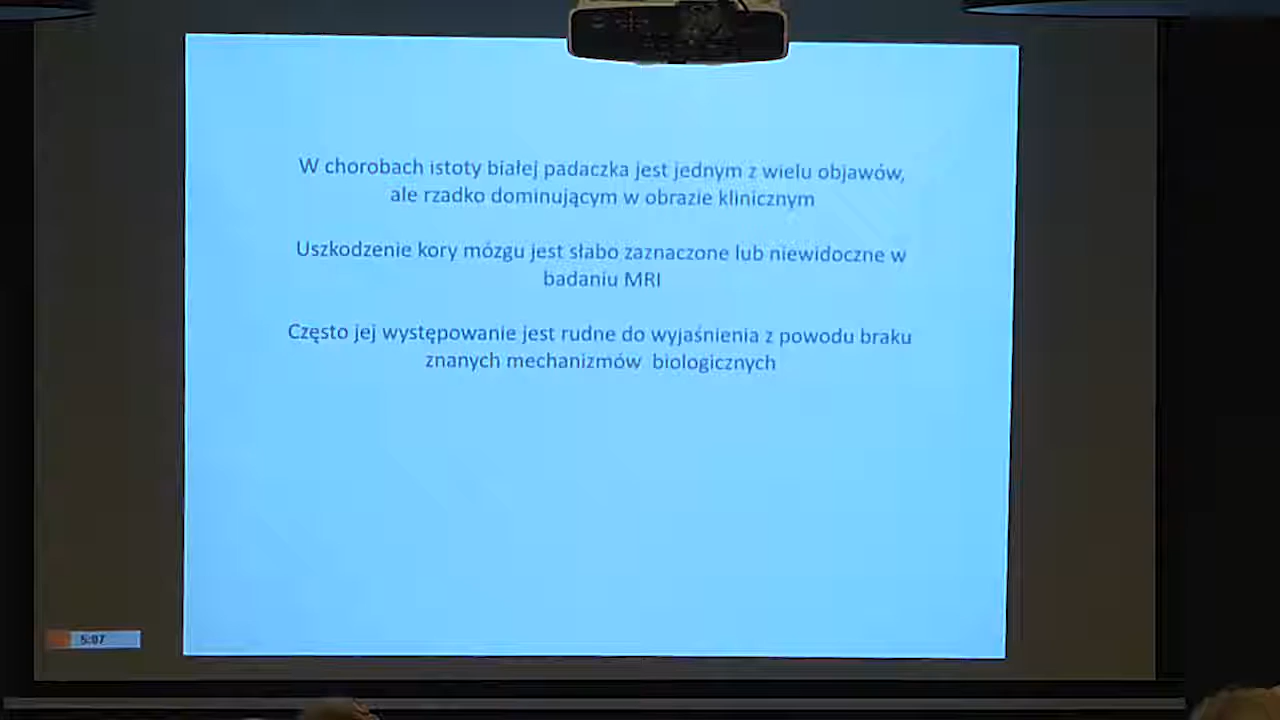 W chorobach istoty białej padaczka jest jednym z wielu objawów,
ale rzadko dominującym w obrazie klinicznym
Uszkodzenie kory mózgu jest słabo zaznaczone lub niewidoczne w
badaniu MRI
Często jej występowanie jest rudne do wyjaśnienia z powodu braku
znanych mechanizmów biologicznych
5:07